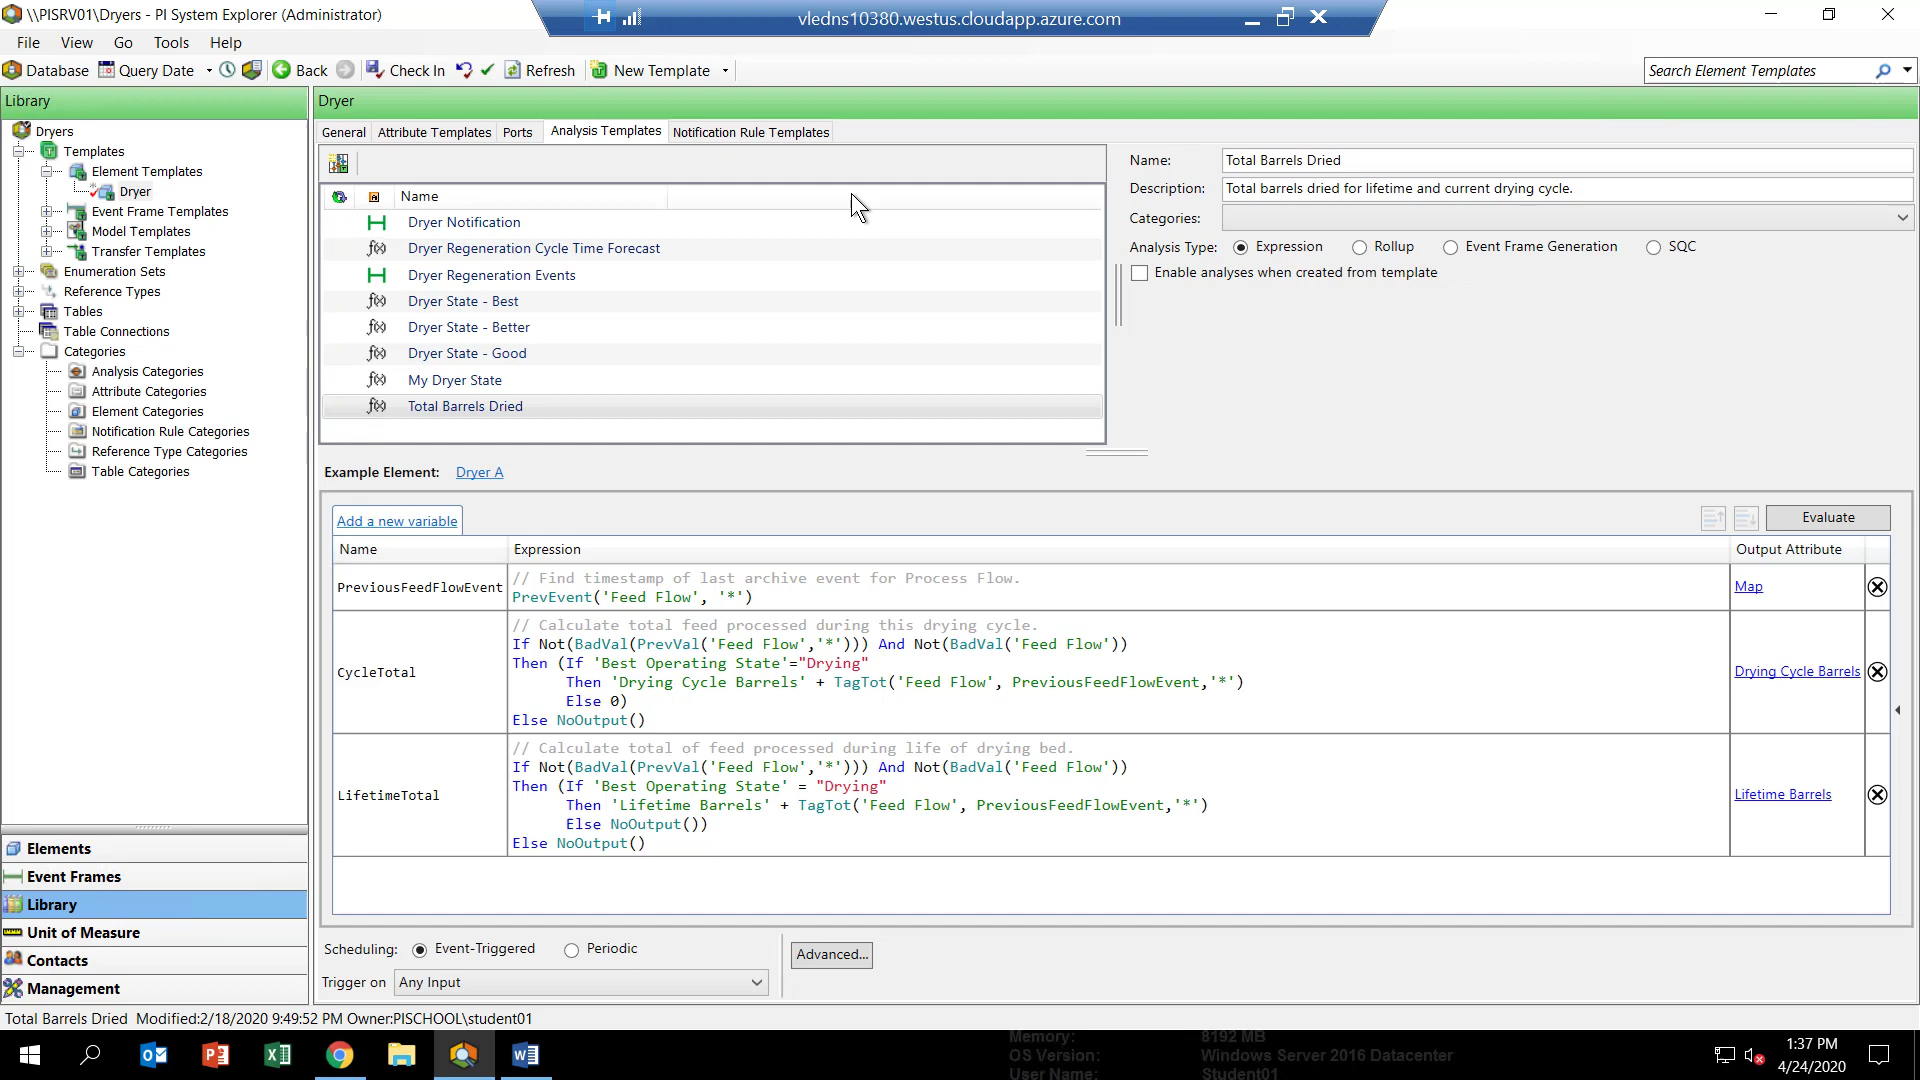 \\PISRV01\Dryers - PI System Explorer (Administrator)
vledns10380.westus.cloudapp.azure.com
File View Go Tools Help
Database Query Date Back Check In Refresh New Template
Search Element Templates
Library
Dryers
Templates
Element Templates
Dryer
Event Frame Templates
Model Templates
Transfer Templates
Enumeration Sets
Reference Types
Tables
Table Connections
Categories
Analysis Categories
Attribute Categories
Element Categories
Notification Rule Categories
Reference Type Categories
Table Categories
Elements
Event Frames
Library
Unit of Measure
Contacts
Management
Dryer
General Attribute Templates Ports Analysis Templates Notification Rule Templates
Name
Dryer Notification
Dryer Regeneration Cycle Time Forecast
Dryer Regeneration Events
Dryer State - Best
Dryer State - Better
Dryer State - Good
My Dryer State
Total Barrels Dried
Name: Total Barrels Dried
Description: Total barrels dried for lifetime and current drying cycle.
Categories:
Analysis Type: Expression Rollup Event Frame Generation SQC
Enable analyses when created from template
Example Element: Dryer A
Add a new variable
Evaluate
Name Expression Output Attribute
PreviousFeedFlowEvent
// Find timestamp of last archive event for Process Flow.
PrevEvent('Feed Flow', '*')
Map
CycleTotal
// Calculate total feed processed during this drying cycle.
If Not(BadVal(PrevVal('Feed Flow','*'))) And Not(BadVal('Feed Flow'))
Then (If 'Best Operating State'="Drying"
Then 'Drying Cycle Barrels' + TagTot('Feed Flow', PreviousFeedFlowEvent,'*')
Else 0)
Else NoOutput()
Drying Cycle Barrels
LifetimeTotal
// Calculate total of feed processed during life of drying bed.
If Not(BadVal(PrevVal('Feed Flow','*'))) And Not(BadVal('Feed Flow'))
Then (If 'Best Operating State' = "Drying"
Then 'Lifetime Barrels' + TagTot('Feed Flow', PreviousFeedFlowEvent,'*')
Else NoOutput())
Else NoOutput()
Lifetime Barrels
Scheduling: Event-Triggered Periodic
Advanced...
Trigger on Any Input
Total Barrels Dried Modified:2/18/2020 9:49:52 PM Owner:PISCHOOL\student01
Memory: 8192 MB
OS Version: Windows Server 2016 Datacenter
User Name: Student01
1:37 PM
4/24/2020